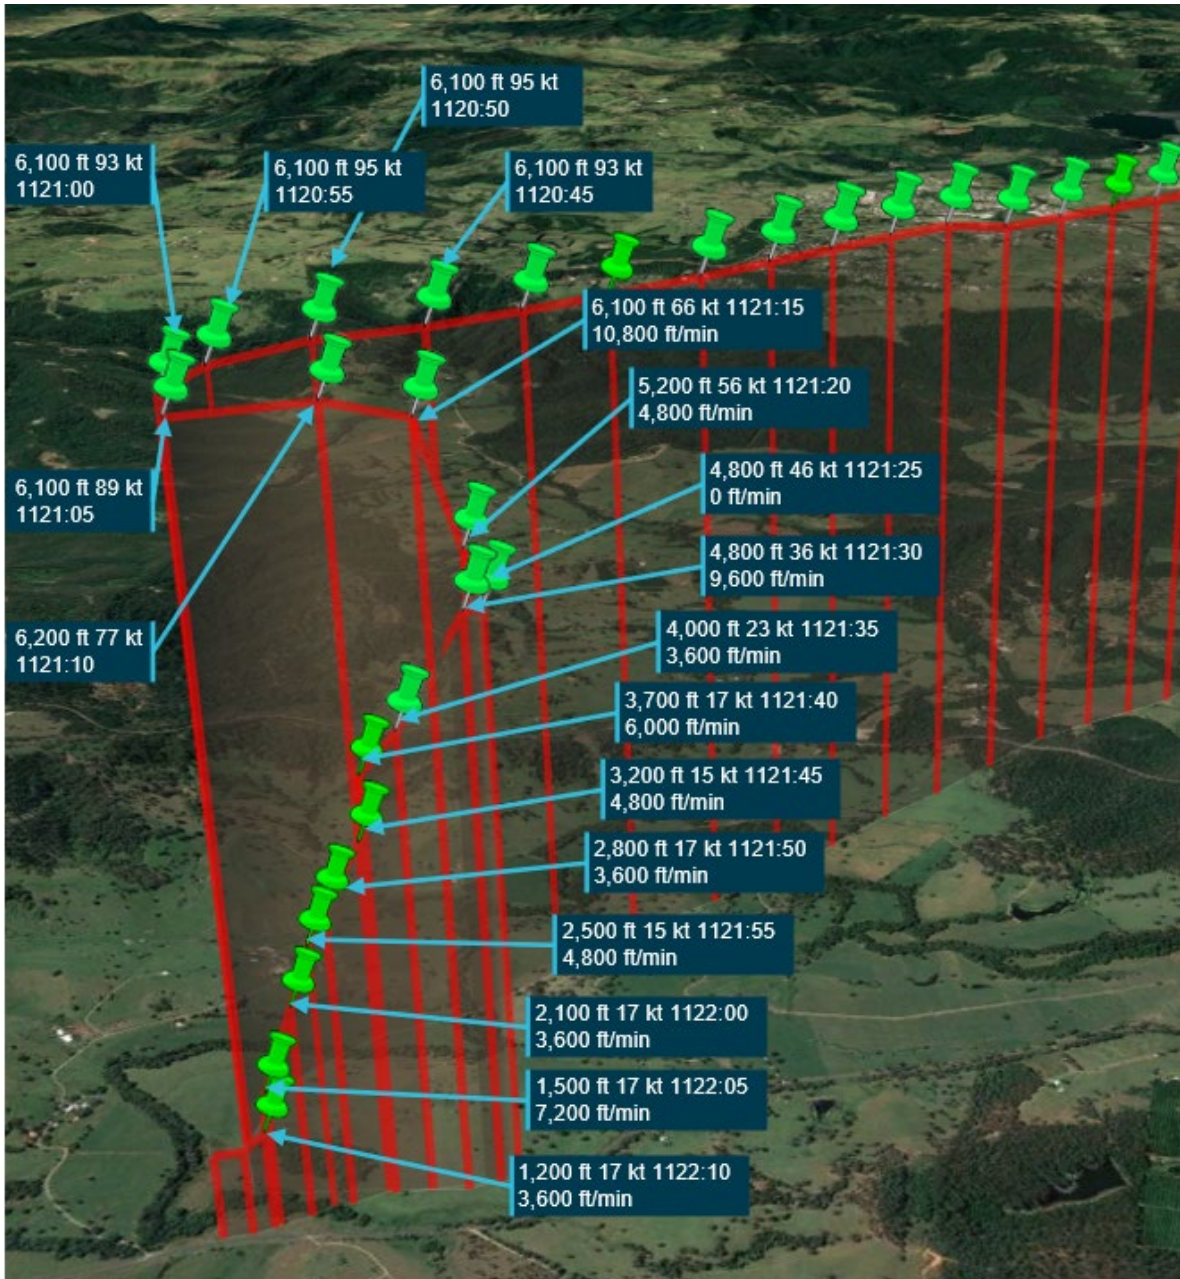 6,100 ft 95 kt
1120:50
6,100 ft 93 kt
1121:00
6,100 ft 95 kt
1120:55
6,100 ft 93 kt
1120:45
6,100 ft 66 kt 1121:15
10,800 ft/min
5,200 ft 56 kt 1121:20
4,800 ft/min
4,800 ft 46 kt 1121:25
0 ft/min
6,100 ft 89 kt
1121:05
4,800 ft 36 kt 1121:30
9,600 ft/min
4,000 ft 23 kt 1121:35
3,600 ft/min
6,200 ft 77 kt
1121:10
3,700 ft 17 kt 1121:40
6,000 ft/min
3,200 ft 15 kt 1121:45
4,800 ft/min
2,800 ft 17 kt 1121:50
3,600 ft/min
2,500 ft 15 kt 1121:55
4,800 ft/min
2,100 ft 17 kt 1122:00
3,600 ft/min
1,500 ft 17 kt 1122:05
7,200 ft/min
1,200 ft 17 kt 1122:10
3,600 ft/min